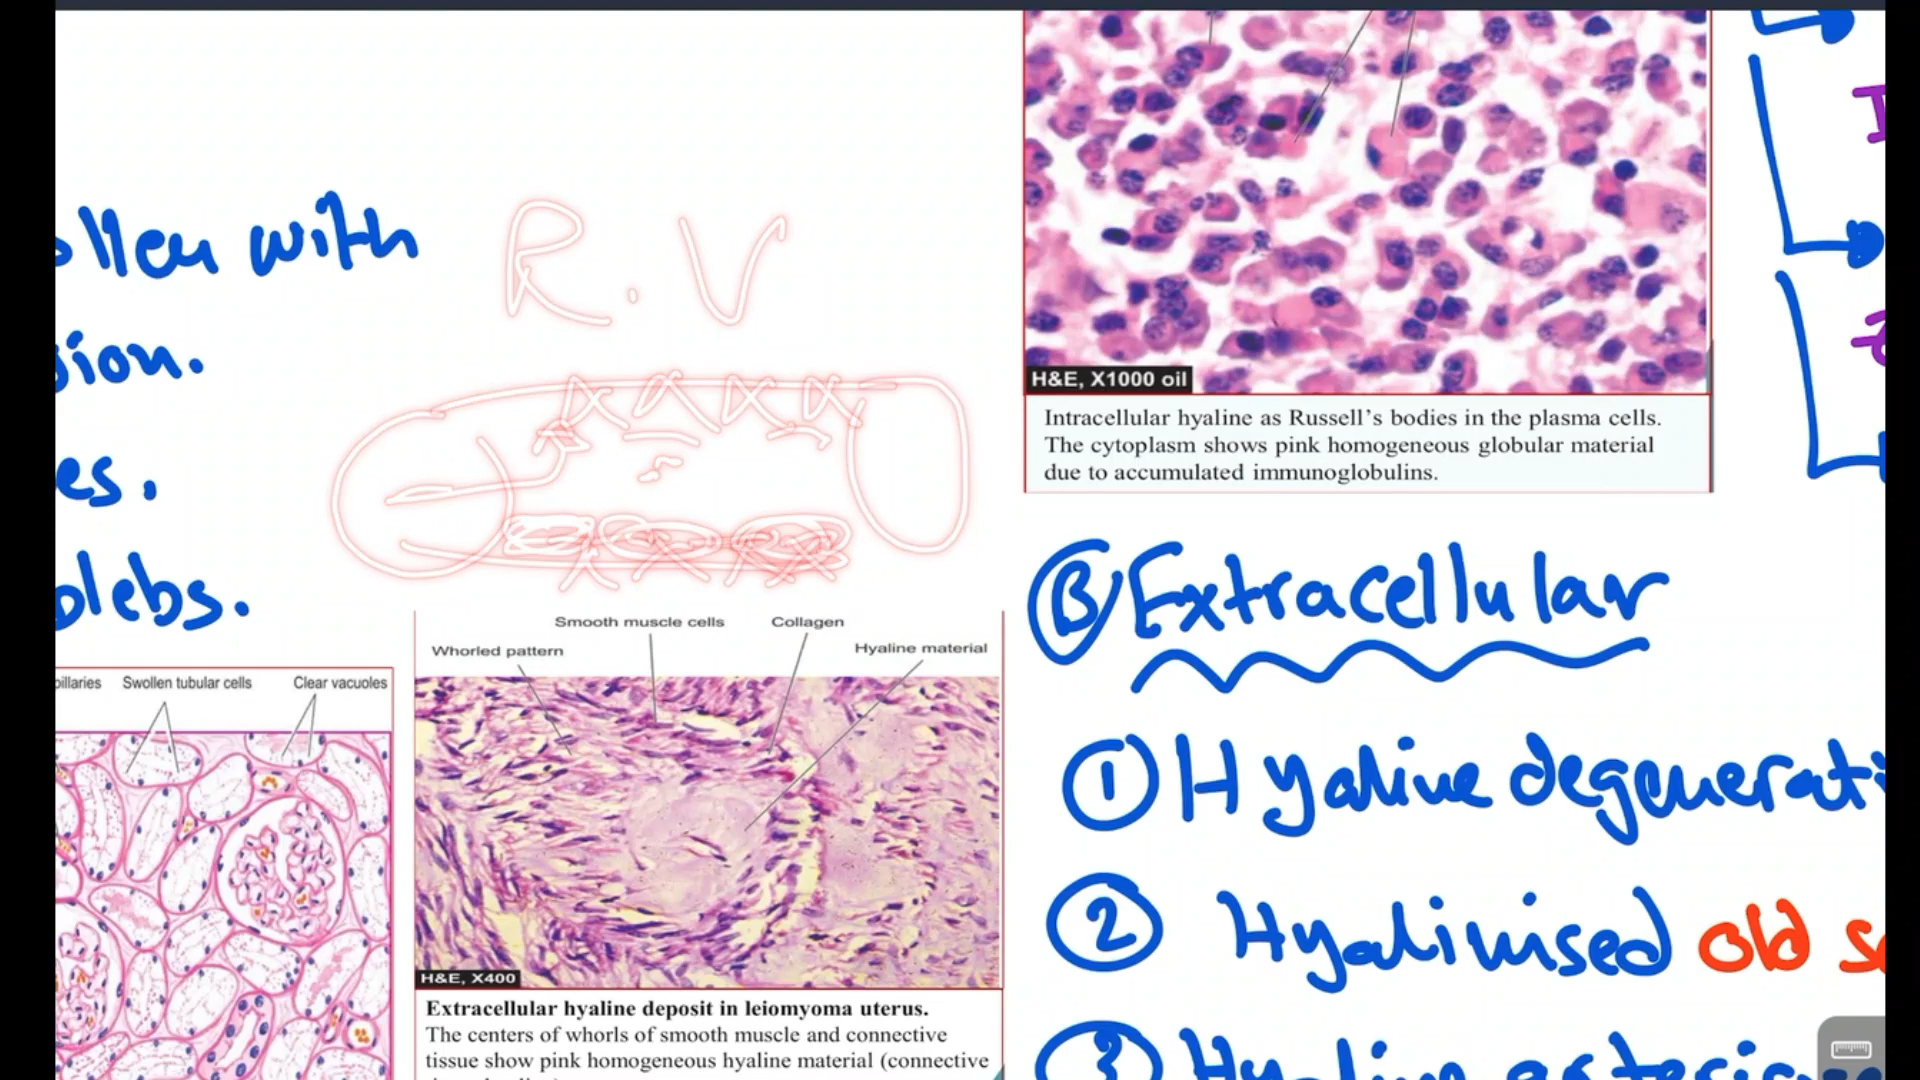 ollen with
sion.
es.
blebs.
R.V
H&E, X1000 oil
Intracellular hyaline as Russell's bodies in the plasma cells.
The cytoplasm shows pink homogeneous globular material
due to accumulated immunoglobulins.
B Extracellular
1 Hyaline degenerati
2 Hyalinised old s
3
Smooth muscle cells
Collagen
Whorled pattern
Hyaline material
H&E, X400
Extracellular hyaline deposit in leiomyoma uterus.
The centers of whorls of smooth muscle and connective
tissue show pink homogeneous hyaline material (connective
pillaries
Swollen tubular cells
Clear vacuoles